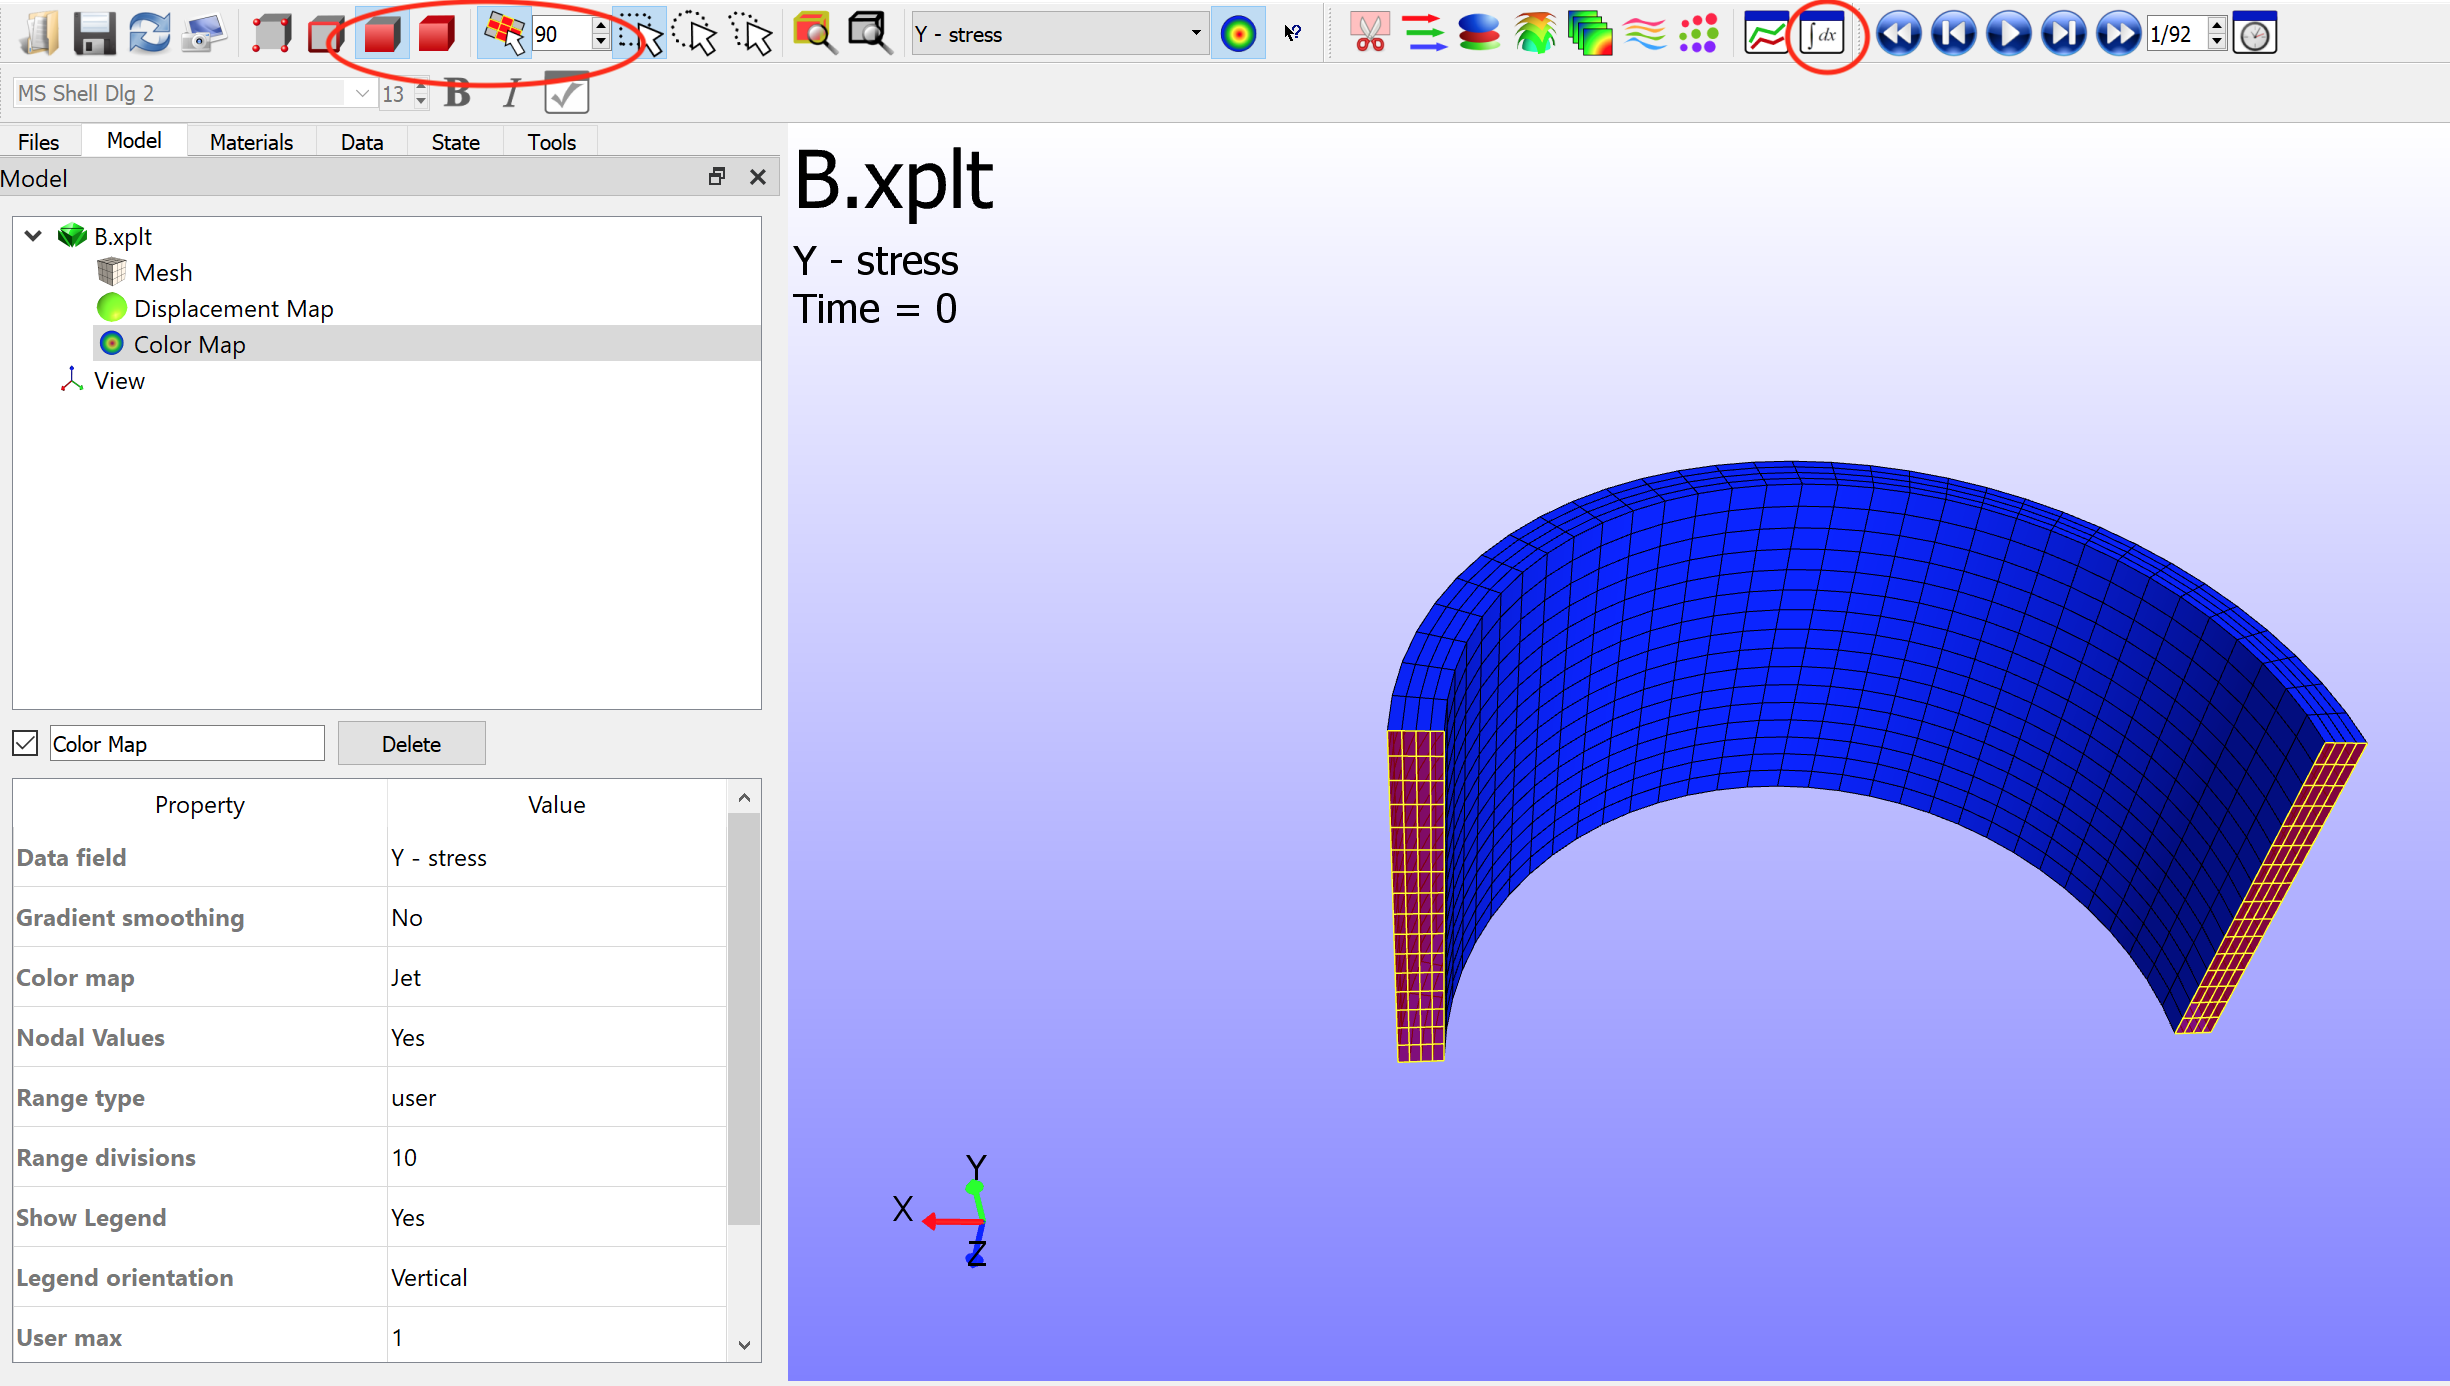 90
Y - stress
∫dx
1/92
MS Shell Dlg 2
13
B
I
Files
Model
Materials
Data
State
Tools
Model
B.xplt
Mesh
Displacement Map
Color Map
View
Color Map
Delete
Property Value
Data field Y - stress
Gradient smoothing No
Color map Jet
Nodal Values Yes
Range type user
Range divisions 10
Show Legend Yes
Legend orientation Vertical
User max 1
B.xplt
Y - stress
Time = 0
Y
X
Z